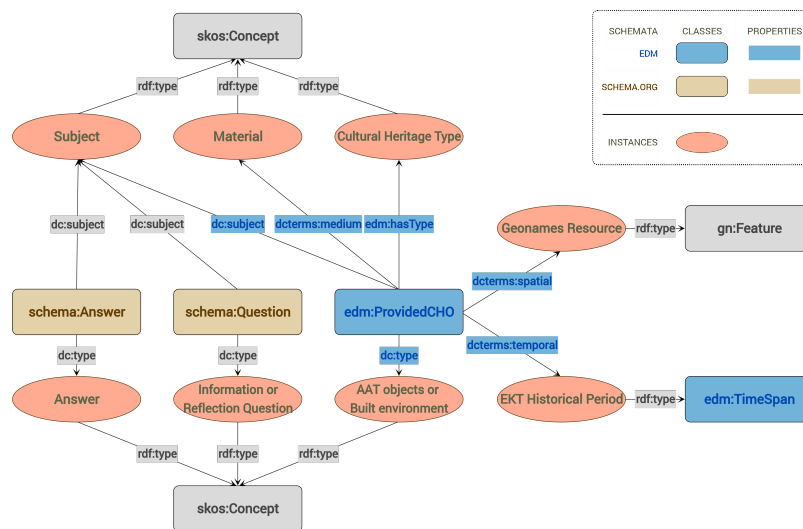 skos:Concept
SCHEMATA CLASSES PROPERTIES
EDM
SCHEMA.ORG
INSTANCES
rdf:type rdf:type rdf:type
Subject Material Cultural Heritage Type
dc:subject dc:subject dc:subject dcterms:medium edm:hasType
Geonames Resource rdf:type gn:Feature
dcterms:spatial
schema:Answer schema:Question edm:ProvidedCHO
dcterms:temporal
dc:type dc:type dc:type
Answer
Information or
Reflection Question
AAT objects or
Built environment
EKT Historical Period rdf:type edm:TimeSpan
rdf:type rdf:type rdf:type
skos:Concept